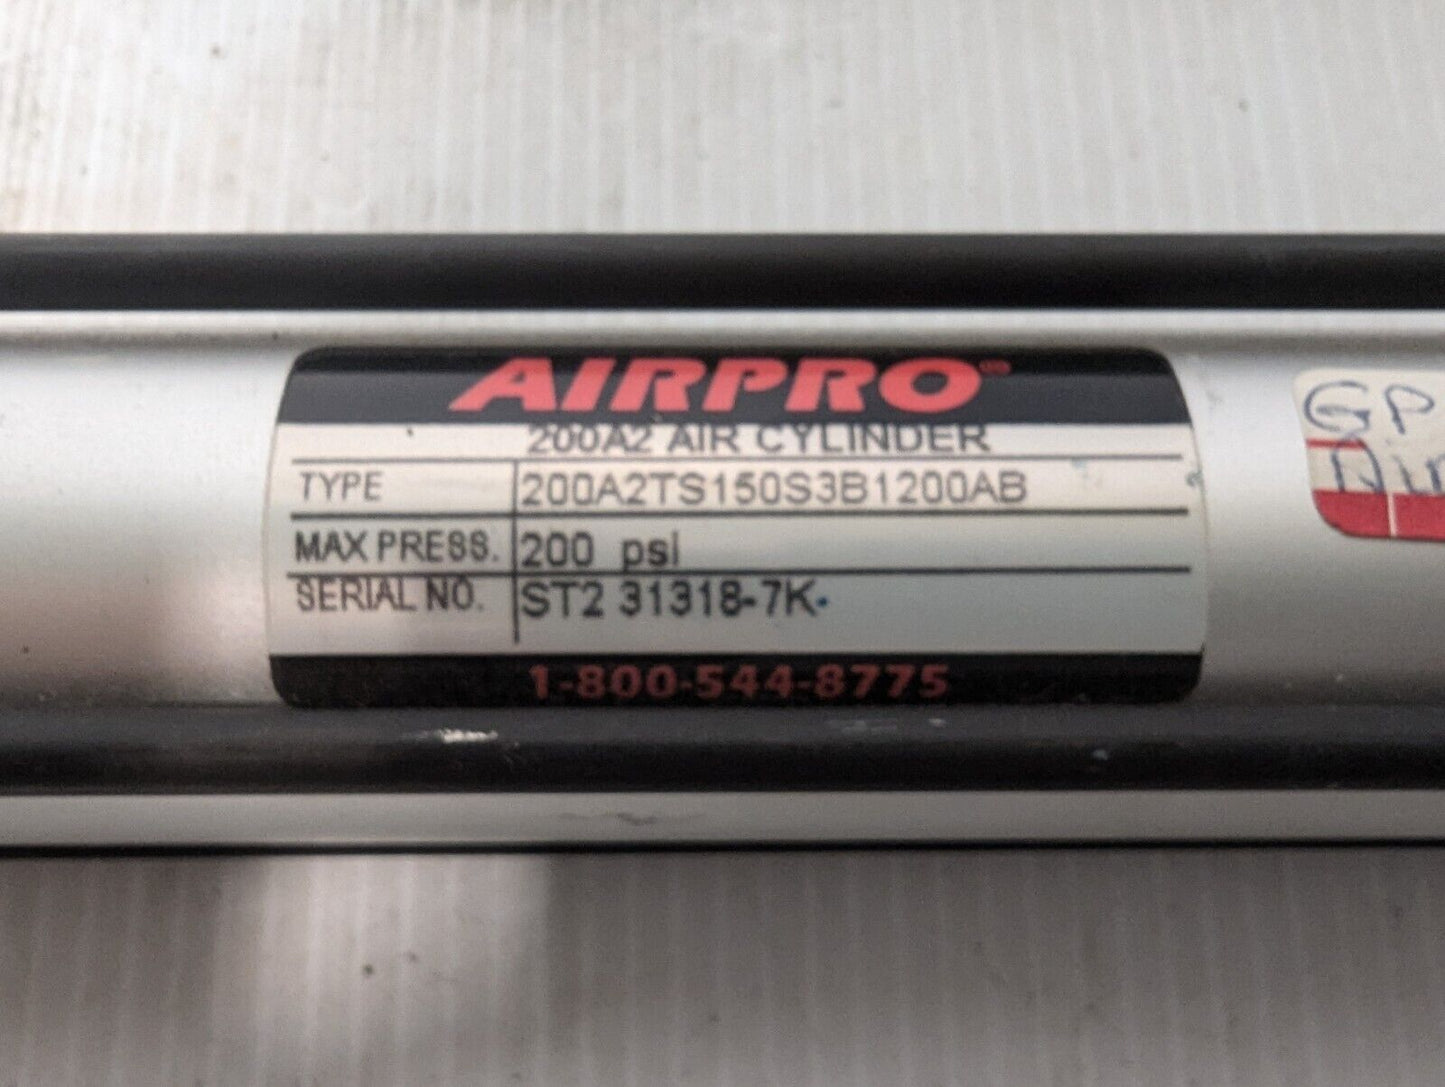 AIRPRO®
200A2 AIR CYLINDER
TYPE 200A2TS150S3B1200AB
MAX PRESS. 200 psi
SERIAL NO. ST2 31318-7K
1-800-544-8775
GP